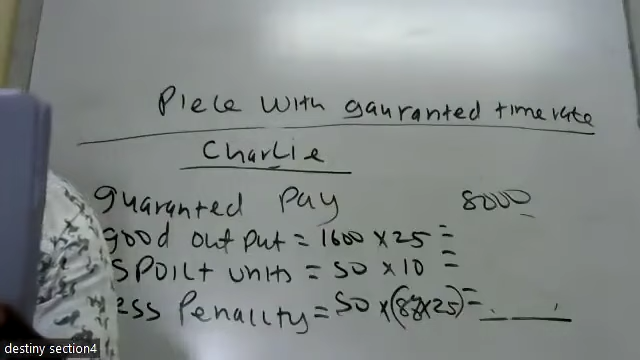 Piece with gauranted time rate
Charlie
guaranted Pay 8000
good out put = 1600 x 25 =
SPOILt units = 50 x 10 =
ess Penallty = 50 x ( x 25) =
destiny section4